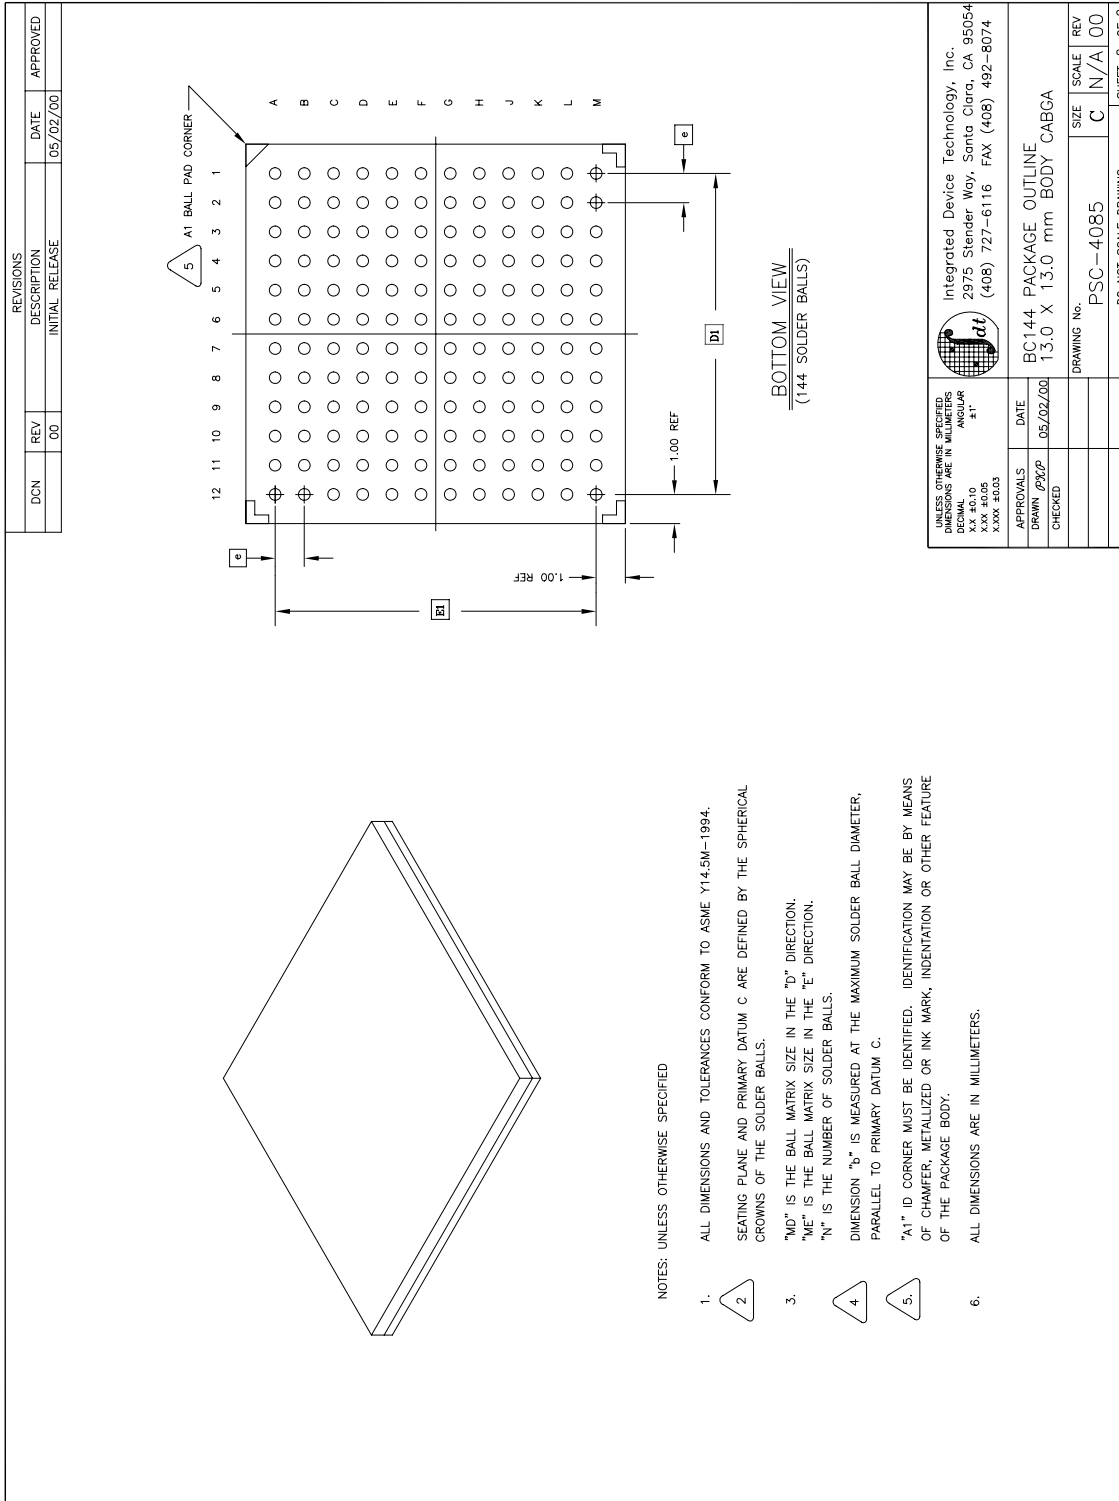 REVISIONS
DCN REV DESCRIPTION DATE APPROVED
00 INITIAL RELEASE 05/02/00
5 A1 BALL PAD CORNER
12 11 10 9 8 7 6 5 4 3 2 1
A
B
C
D
E
F
G
H
J
K
L
M
e
E1
1.00 REF
1.00 REF
D1
e
BOTTOM VIEW
(144 SOLDER BALLS)
NOTES: UNLESS OTHERWISE SPECIFIED
1. ALL DIMENSIONS AND TOLERANCES CONFORM TO ASME Y14.5M-1994.
2 SEATING PLANE AND PRIMARY DATUM C ARE DEFINED BY THE SPHERICAL
CROWNS OF THE SOLDER BALLS.
3. "MD" IS THE BALL MATRIX SIZE IN THE "D" DIRECTION.
"ME" IS THE BALL MATRIX SIZE IN THE "E" DIRECTION.
"N" IS THE NUMBER OF SOLDER BALLS.
4 DIMENSION "b" IS MEASURED AT THE MAXIMUM SOLDER BALL DIAMETER,
PARALLEL TO PRIMARY DATUM C.
5. "A1" ID CORNER MUST BE IDENTIFIED. IDENTIFICATION MAY BE BY MEANS
OF CHAMFER, METALLIZED OR INK MARK, INDENTATION OR OTHER FEATURE
OF THE PACKAGE BODY.
6. ALL DIMENSIONS ARE IN MILLIMETERS.
UNLESS OTHERWISE SPECIFIED
DIMENSIONS ARE IN MILLIMETERS
DECIMAL ANGULAR
X.X ±0.10 ±1°
X.XX ±0.05
X.XXX ±0.03
APPROVALS DATE
DRAWN PKP 05/02/00
CHECKED
idt
Integrated Device Technology, Inc.
2975 Stender Way, Santa Clara, CA 95054
(408) 727-6116 FAX (408) 492-8074
BC144 PACKAGE OUTLINE
13.0 X 13.0 mm BODY CABGA
SIZE SCALE REV
C N/A 00
DRAWING No.
PSC-4085